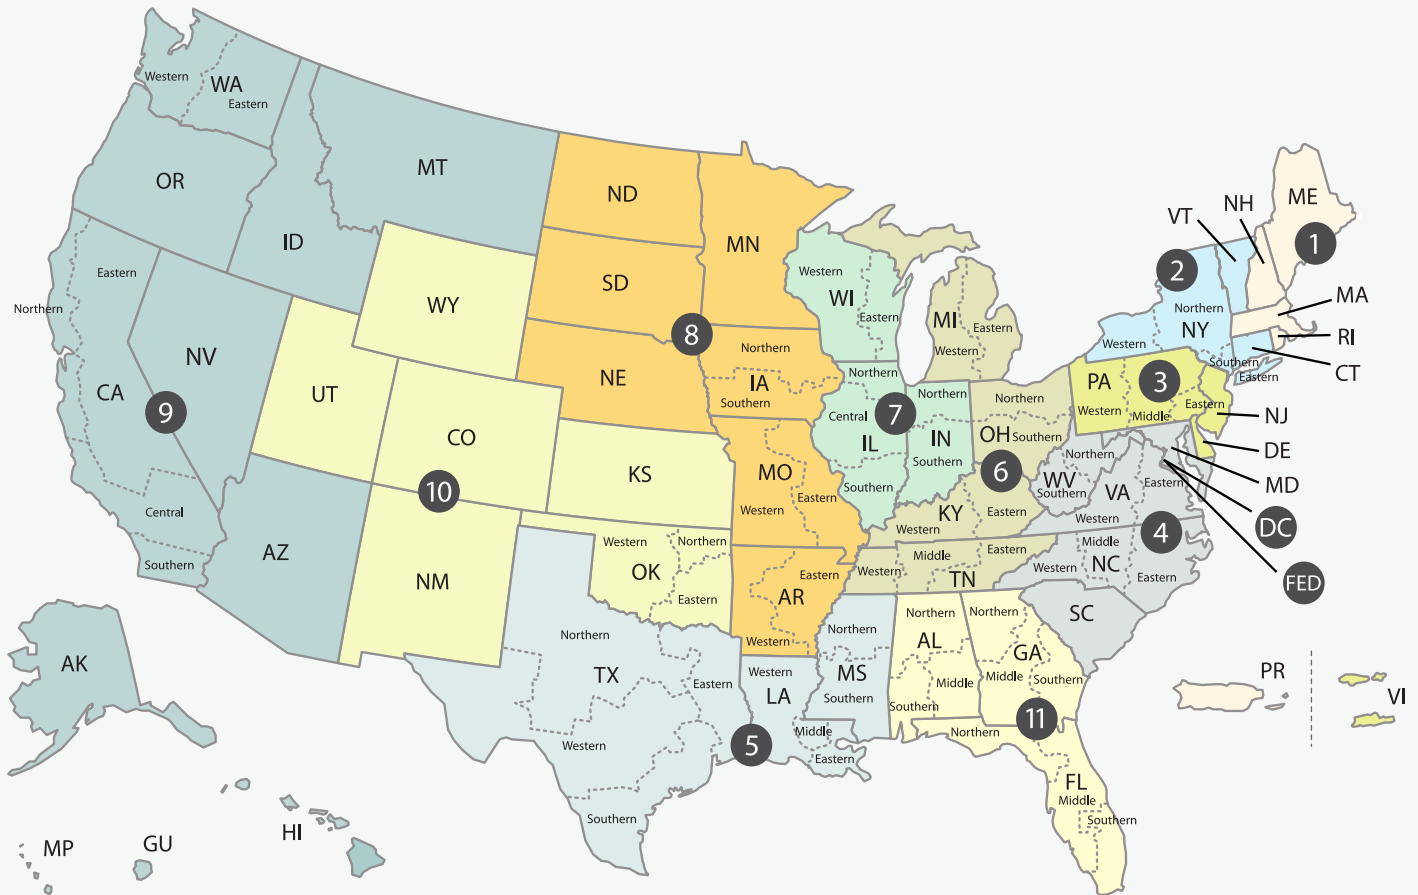 Western
WA
Eastern
OR
ID
MT
Eastern
Northern
CA
NV
9
Central
Southern
AZ
WY
UT
CO
10
NM
KS
Western
Northern
OK
Eastern
ND
SD
NE
8
MN
Northern
IA
Southern
MO
Eastern
Western
Eastern
AR
Western
Western
WI
Eastern
Northern
Central
7
IL
Southern
Northern
IN
Southern
MI
Eastern
Western
Northern
OH
Southern
6
KY
Eastern
Western
Western
Middle
Eastern
TN
ME
1
NH
VT
MA
RI
CT
2
Northern
NY
Western
Southern
Eastern
PA
3
Western
Middle
Eastern
NJ
DE
MD
DC
FED
Northern
WV
Southern
VA
Eastern
Western
4
Middle
NC
Western
Eastern
SC
Northern
TX
Eastern
Western
Southern
5
Western
LA
Middle
Eastern
Northern
MS
Southern
Northern
AL
Middle
Southern
Northern
GA
Middle
Southern
11
Northern
FL
Middle
Southern
PR
VI
AK
HI
GU
MP